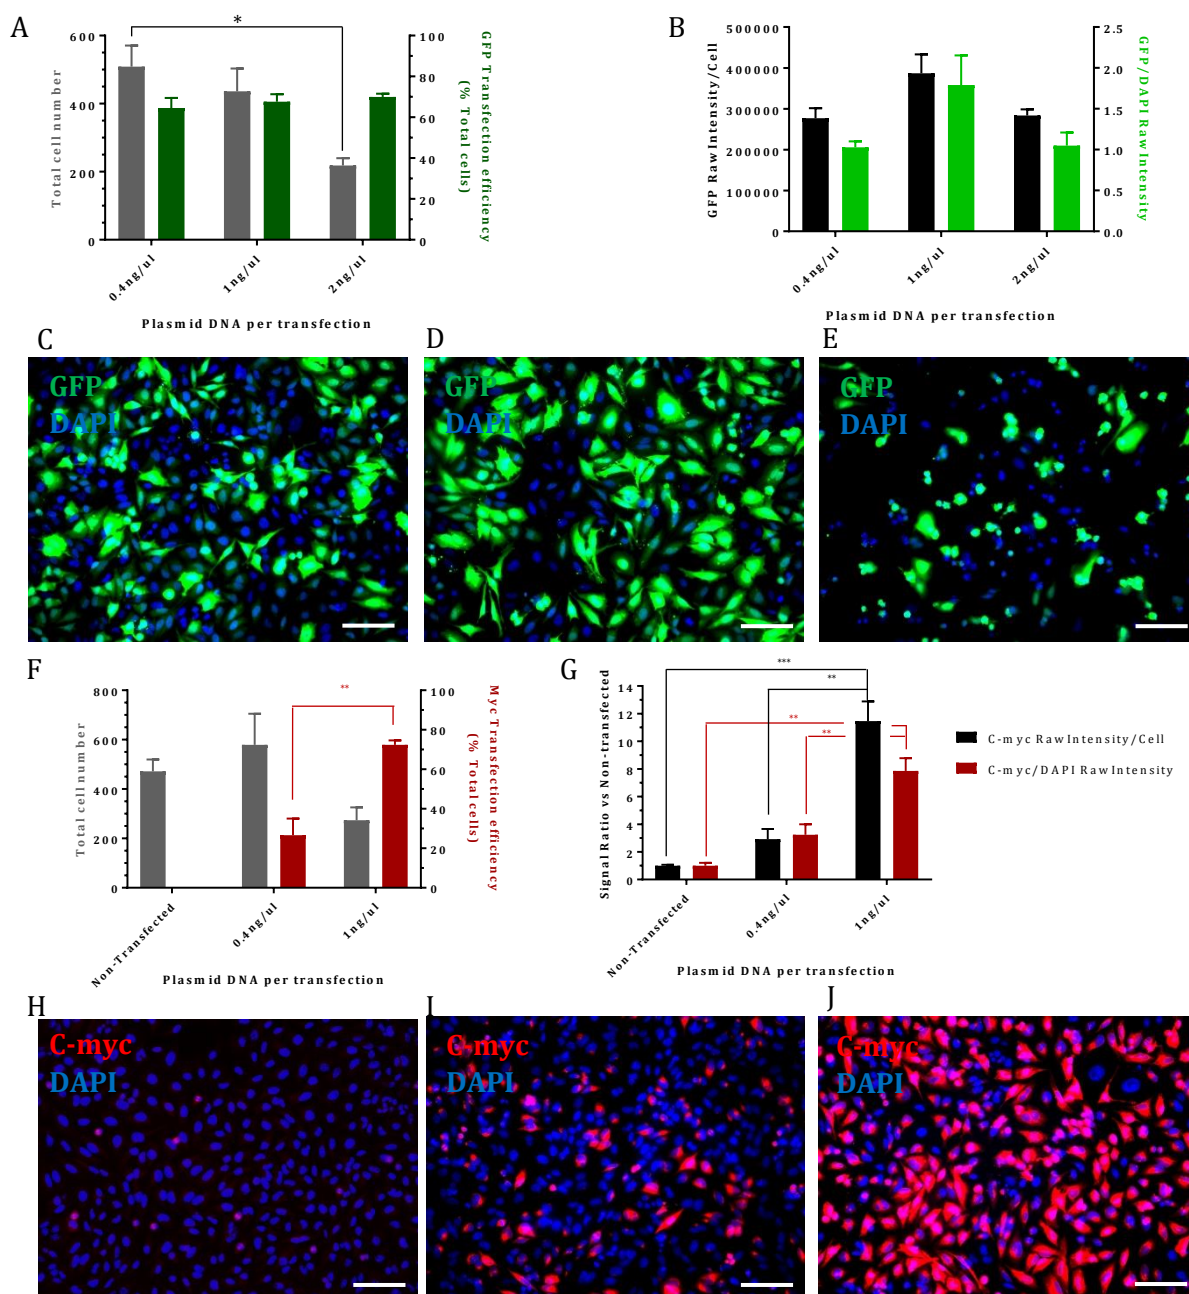 A
*
600
400
200
0
Total cell number
100
80
60
40
20
0
GFP Transfection efficiency
(% Total cells)
0.4ng/ul
1ng/ul
2ng/ul
Plasmid DNA per transfection
B
500000
400000
300000
200000
100000
0
GFP Raw Intensity/Cell
2.5
2.0
1.5
1.0
0.5
0.0
GFP/DAPI Raw Intensity
0.4ng/ul
1ng/ul
2ng/ul
Plasmid DNA per transfection
C
GFP
DAPI
D
GFP
DAPI
E
GFP
DAPI
F
**
800
600
400
200
0
Total cell number
100
80
60
40
20
0
Myc Transfection efficiency
(% Total cells)
Non-Transfected
0.4ng/ul
1ng/ul
Plasmid DNA per transfection
G
***
**
**
**
14
12
10
8
6
4
2
0
Signal Ratio vs Non-transfected
C-myc Raw Intensity/Cell
C-myc/DAPI Raw Intensity
Non-Transfected
0.4ng/ul
1ng/ul
Plasmid DNA per transfection
H
C-myc
DAPI
I
C-myc
DAPI
J
C-myc
DAPI